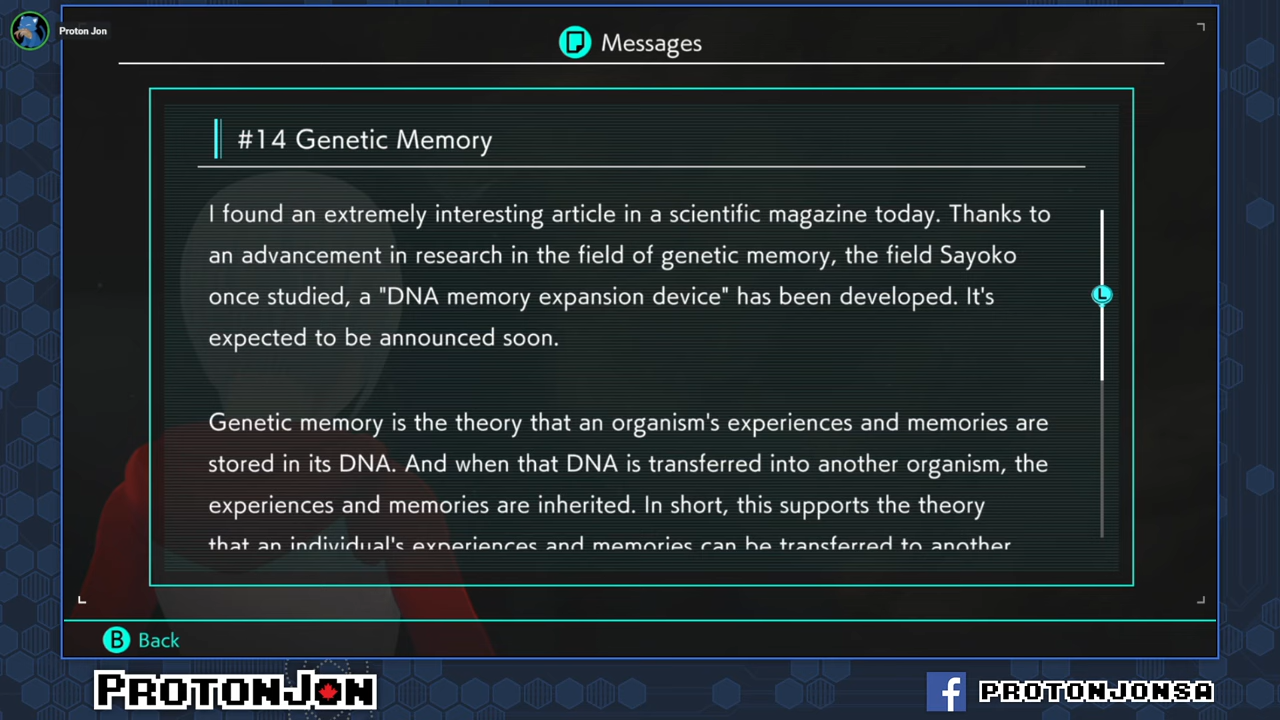 Proton Jon
Messages
#14 Genetic Memory
I found an extremely interesting article in a scientific magazine today. Thanks to
an advancement in research in the field of genetic memory, the field Sayoko
once studied, a "DNA memory expansion device" has been developed. It's
expected to be announced soon.
Genetic memory is the theory that an organism's experiences and memories are
stored in its DNA. And when that DNA is transferred into another organism, the
experiences and memories are inherited. In short, this supports the theory
that an individual's experiences and memories can be transferred to another
L
B Back
PROTONJON
f PROTONJONSA